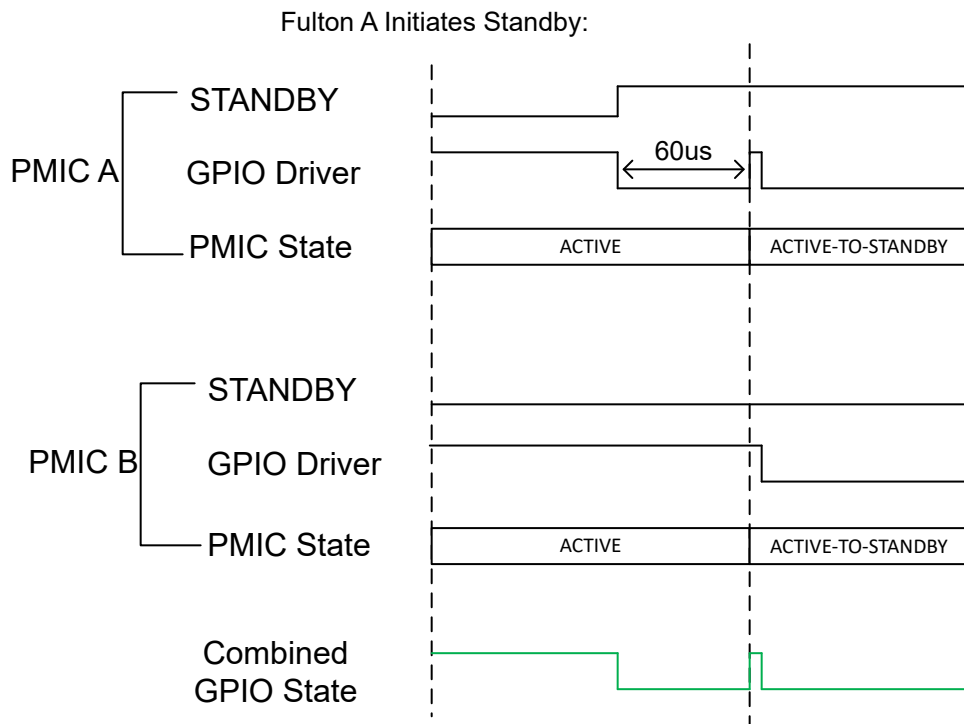 Fulton A Initiates Standby:
STANDBY
60us
PMIC A
GPIO Driver
PMIC State
ACTIVE
ACTIVE-TO-STANDBY
STANDBY
PMIC B
GPIO Driver
PMIC State
ACTIVE
ACTIVE-TO-STANDBY
Combined
GPIO State